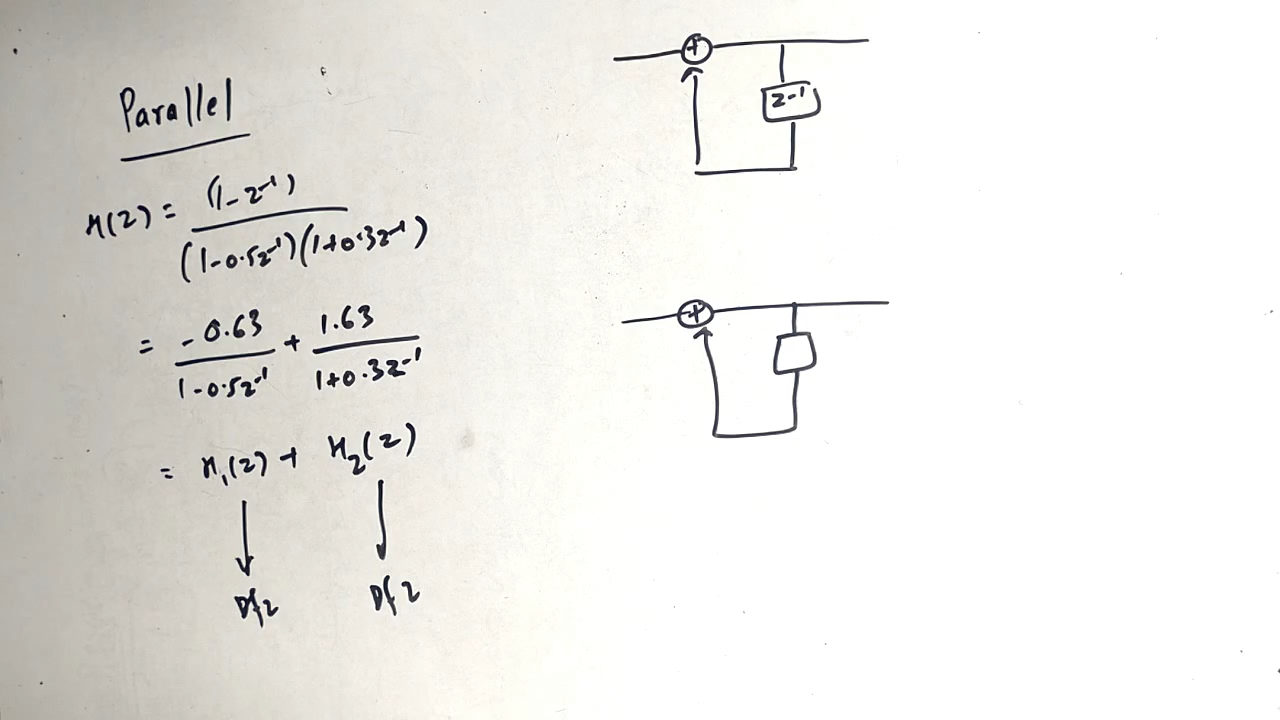 Parallel
H(z) = (1-z⁻¹) / (1-0.5z⁻¹)(1+0.3z⁻¹)
= -0.63 / 1-0.5z⁻¹ + 1.63 / 1+0.3z⁻¹
= H₁(z) + H₂(z)
Df2 Df2
+
z⁻¹
+